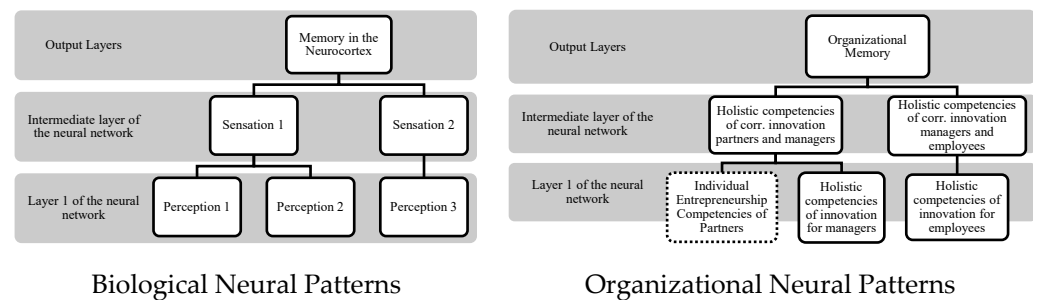 Output Layers
Memory in the
Neurocortex
Intermediate layer of
the neural network
Sensation 1
Sensation 2
Layer 1 of the neural
network
Perception 1
Perception 2
Perception 3
Biological Neural Patterns
Output Layers
Organizational
Memory
Intermediate layer of the
neural network
Holistic competencies
of corr. innovation
partners and managers
Holistic competencies
of corr. innovation
managers and
employees
Layer 1 of the neural
network
Individual
Entrepreneurship
Competencies of
Partners
Holistic
competencies
of innovation
for managers
Holistic
competencies of
innovation for
employees
Organizational Neural Patterns